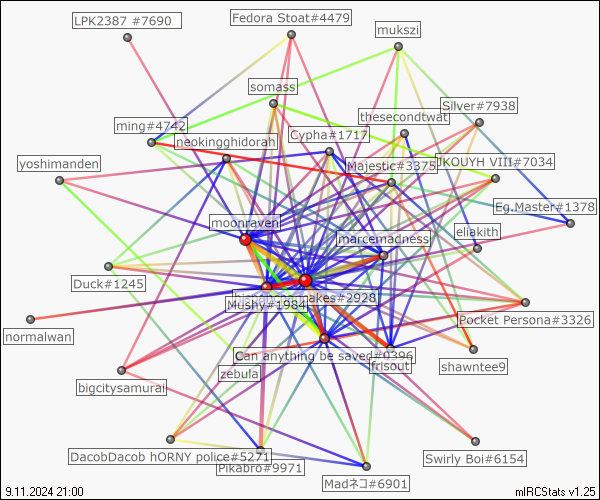 LPK2387 #7690
Fedora Stoat#4479
mukszi
somass
Silver#7938
thesecondtwat
ming#4742
Cypha#1717
neokingghidorah
yoshimanden
Majestic#3375
JKOUYH VIII#7034
Eg.Master#1378
moonraven
eliakith
marcemadness
Duck#1245
akes#2928
Mushy#1984
Pocket Persona#3326
normalwan
Can anything be saved#0396
frisout
shawntee9
zebula
bigcitysamurai
DacobDacob hORNY police#5271
Swirly Boi#6154
Pikabro#9971
Madネコ#6901
9.11.2024 21:00
mIRCStats v1.25